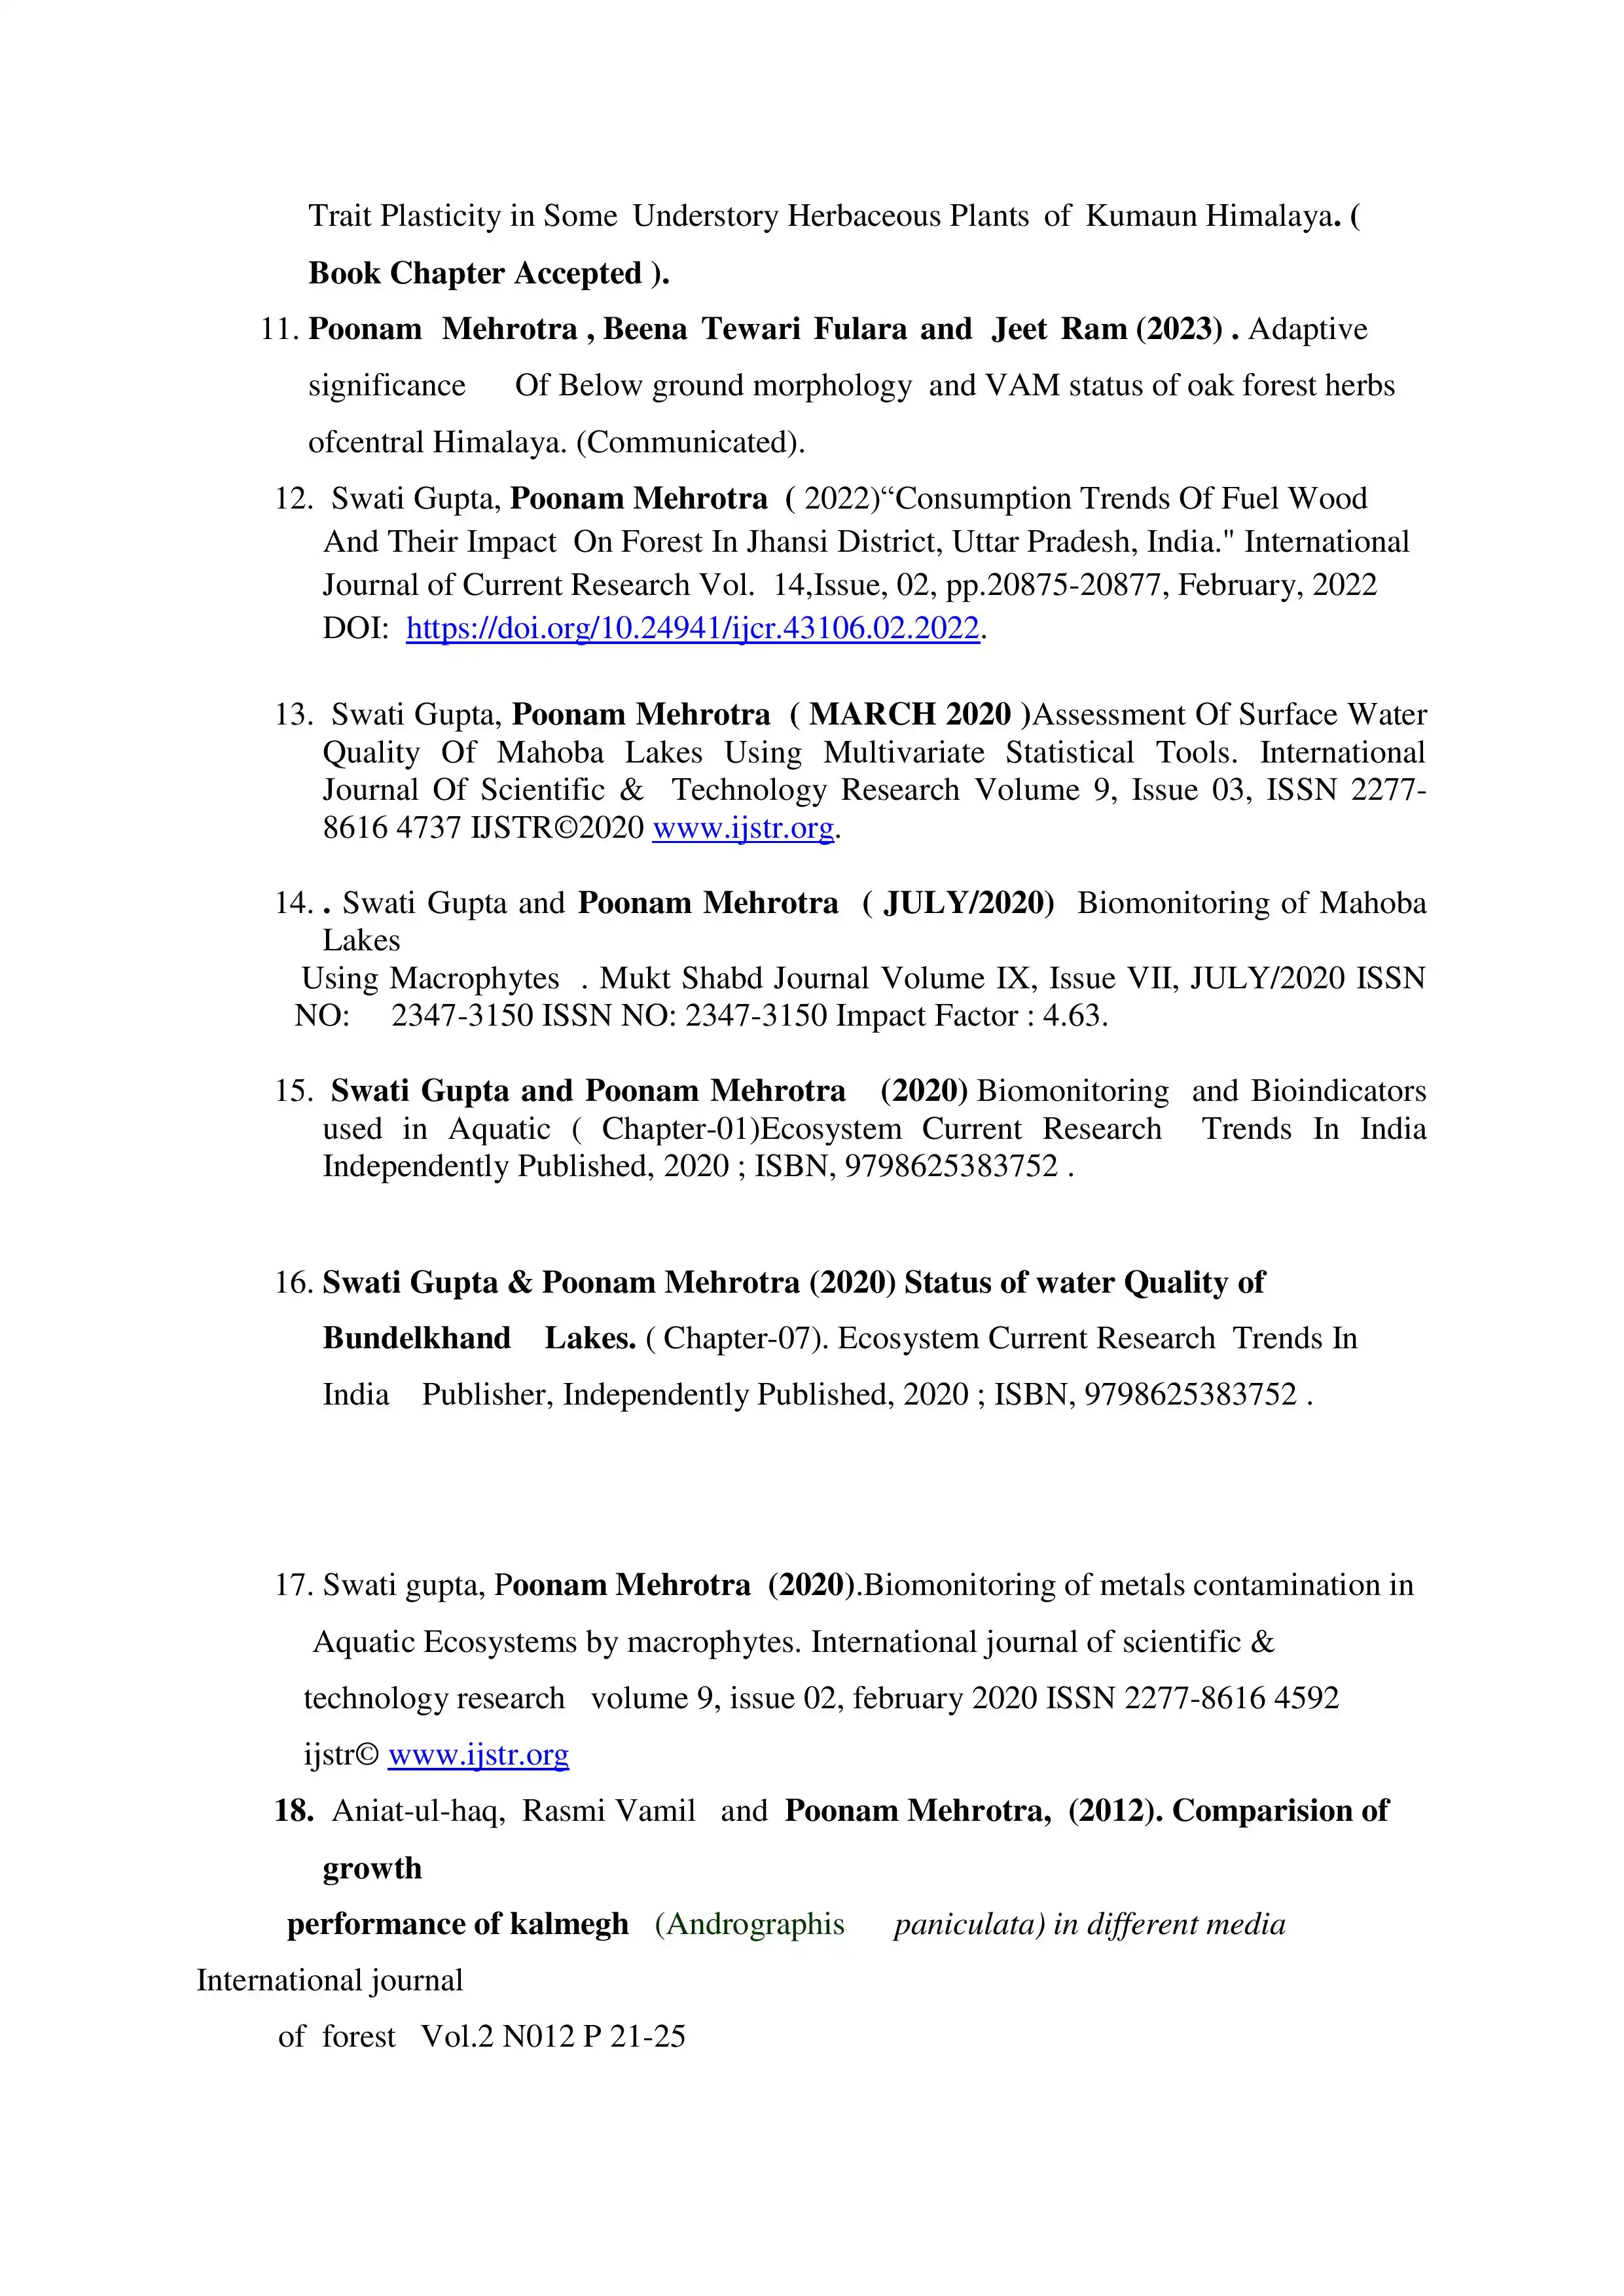 Trait Plasticity in Some Understory Herbaceous Plants of Kumaun Himalaya. (
Book Chapter Accepted ).
11. Poonam Mehrotra , Beena Tewari Fulara and Jeet Ram (2023) . Adaptive
significance Of Below ground morphology and VAM status of oak forest herbs
ofcentral Himalaya. (Communicated).
12. Swati Gupta, Poonam Mehrotra ( 2022)“Consumption Trends Of Fuel Wood
And Their Impact On Forest In Jhansi District, Uttar Pradesh, India." International
Journal of Current Research Vol. 14,Issue, 02, pp.20875-20877, February, 2022
DOI: https://doi.org/10.24941/ijcr.43106.02.2022.
13. Swati Gupta, Poonam Mehrotra ( MARCH 2020 )Assessment Of Surface Water
Quality Of Mahoba Lakes Using Multivariate Statistical Tools. International
Journal Of Scientific & Technology Research Volume 9, Issue 03, ISSN 2277-
8616 4737 IJSTR©2020 www.ijstr.org.
14. . Swati Gupta and Poonam Mehrotra ( JULY/2020) Biomonitoring of Mahoba
Lakes
Using Macrophytes . Mukt Shabd Journal Volume IX, Issue VII, JULY/2020 ISSN
NO: 2347-3150 ISSN NO: 2347-3150 Impact Factor : 4.63.
15. Swati Gupta and Poonam Mehrotra (2020) Biomonitoring and Bioindicators
used in Aquatic ( Chapter-01)Ecosystem Current Research Trends In India
Independently Published, 2020 ; ISBN, 9798625383752 .
16. Swati Gupta & Poonam Mehrotra (2020) Status of water Quality of
Bundelkhand Lakes. ( Chapter-07). Ecosystem Current Research Trends In
India Publisher, Independently Published, 2020 ; ISBN, 9798625383752 .
17. Swati gupta, Poonam Mehrotra (2020).Biomonitoring of metals contamination in
Aquatic Ecosystems by macrophytes. International journal of scientific &
technology research volume 9, issue 02, february 2020 ISSN 2277-8616 4592
ijstr© www.ijstr.org
18. Aniat-ul-haq, Rasmi Vamil and Poonam Mehrotra, (2012). Comparision of
growth
performance of kalmegh (Andrographis paniculata) in different media
International journal
of forest Vol.2 N012 P 21-25